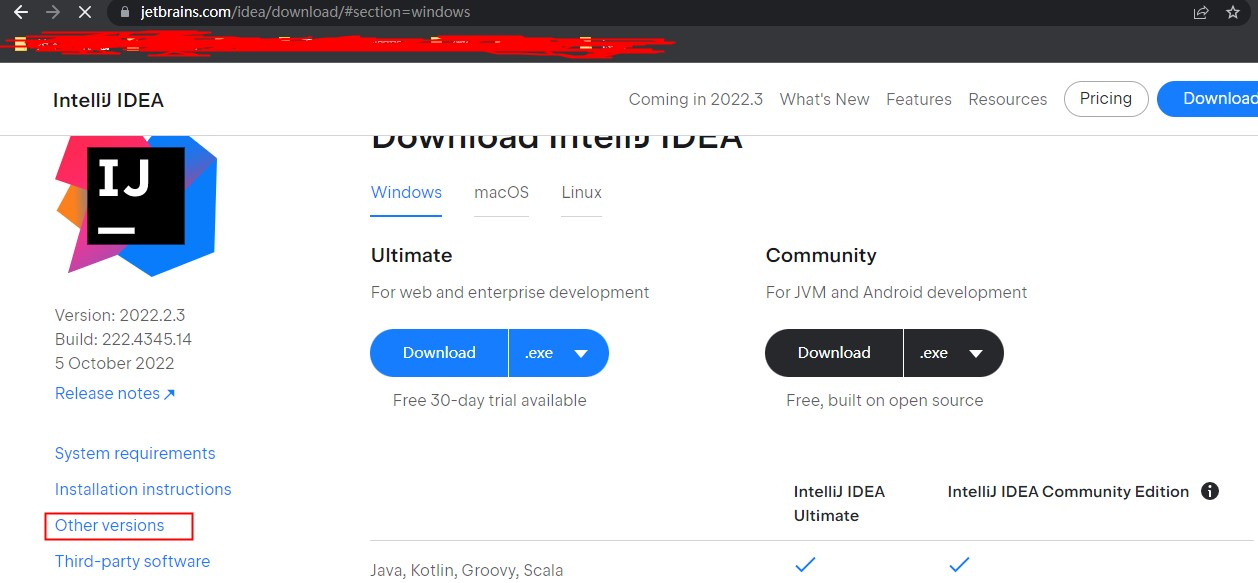 jetbrains.com/idea/download/#section=windows
IntelliJ IDEA
Coming in 2022.3 What's New Features Resources Pricing Download
Download IntelliJ IDEA
IJ
Windows macOS Linux
Ultimate
For web and enterprise development
Download .exe
Free 30-day trial available
Community
For JVM and Android development
Download .exe
Free, built on open source
Version: 2022.2.3
Build: 222.4345.14
5 October 2022
Release notes ↗
System requirements
Installation instructions
Other versions
Third-party software
IntelliJ IDEA
Ultimate
IntelliJ IDEA Community Edition
Java, Kotlin, Groovy, Scala